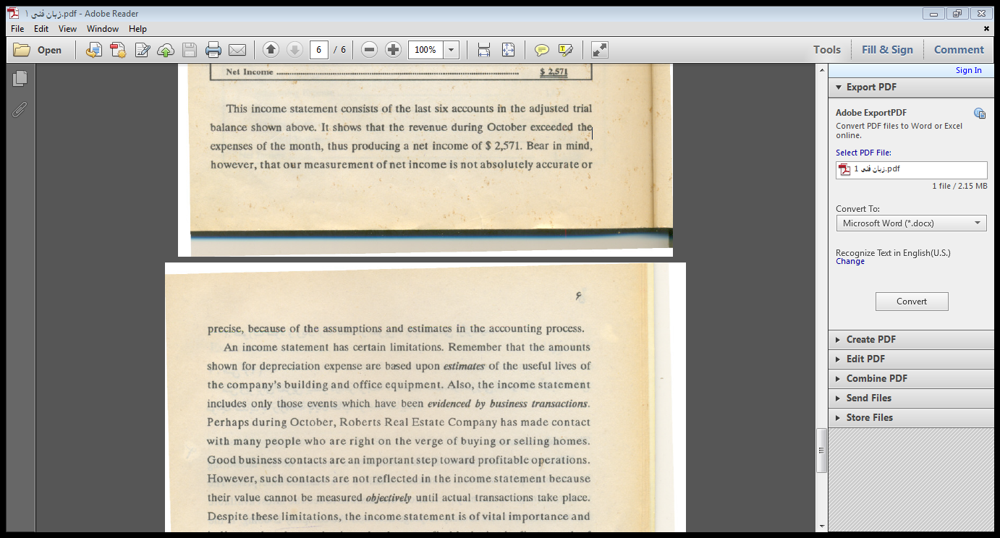 زبان فنی ۱.pdf - Adobe Reader
File Edit View Window Help
Open 6 / 6 100% Tools Fill & Sign Comment
Net Income $ 2,571
This income statement consists of the last six accounts in the adjusted trial
balance shown above. It shows that the revenue during October exceeded the
expenses of the month, thus producing a net income of $ 2,571. Bear in mind,
however, that our measurement of net income is not absolutely accurate or
۶
precise, because of the assumptions and estimates in the accounting process.
An income statement has certain limitations. Remember that the amounts
shown for depreciation expense are based upon estimates of the useful lives of
the company's building and office equipment. Also, the income statement
includes only those events which have been evidenced by business transactions.
Perhaps during October, Roberts Real Estate Company has made contact
with many people who are right on the verge of buying or selling homes.
Good business contacts are an important step toward profitable operations.
However, such contacts are not reflected in the income statement because
their value cannot be measured objectively until actual transactions take place.
Despite these limitations, the income statement is of vital importance and
Sign In
Export PDF
Adobe ExportPDF
Convert PDF files to Word or Excel
online.
Select PDF File:
زبان فنی 1.pdf
1 file / 2.15 MB
Convert To:
Microsoft Word (*.docx)
Recognize Text in English(U.S.)
Change
Convert
Create PDF
Edit PDF
Combine PDF
Send Files
Store Files